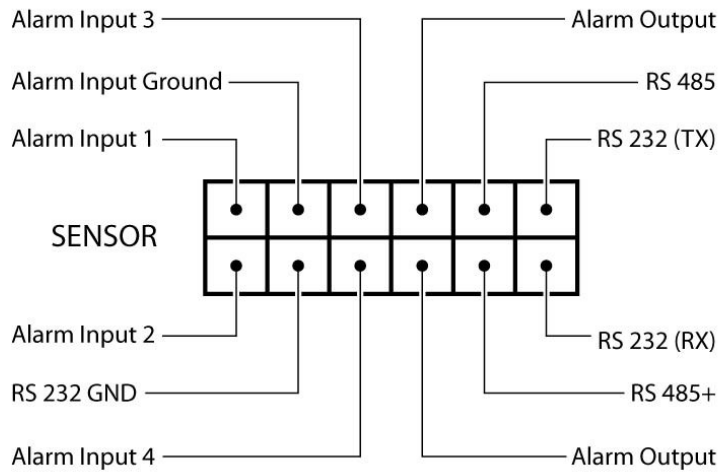 Alarm Input 3
Alarm Output
Alarm Input Ground
RS 485
Alarm Input 1
RS 232 (TX)
SENSOR
Alarm Input 2
RS 232 (RX)
RS 232 GND
RS 485+
Alarm Input 4
Alarm Output